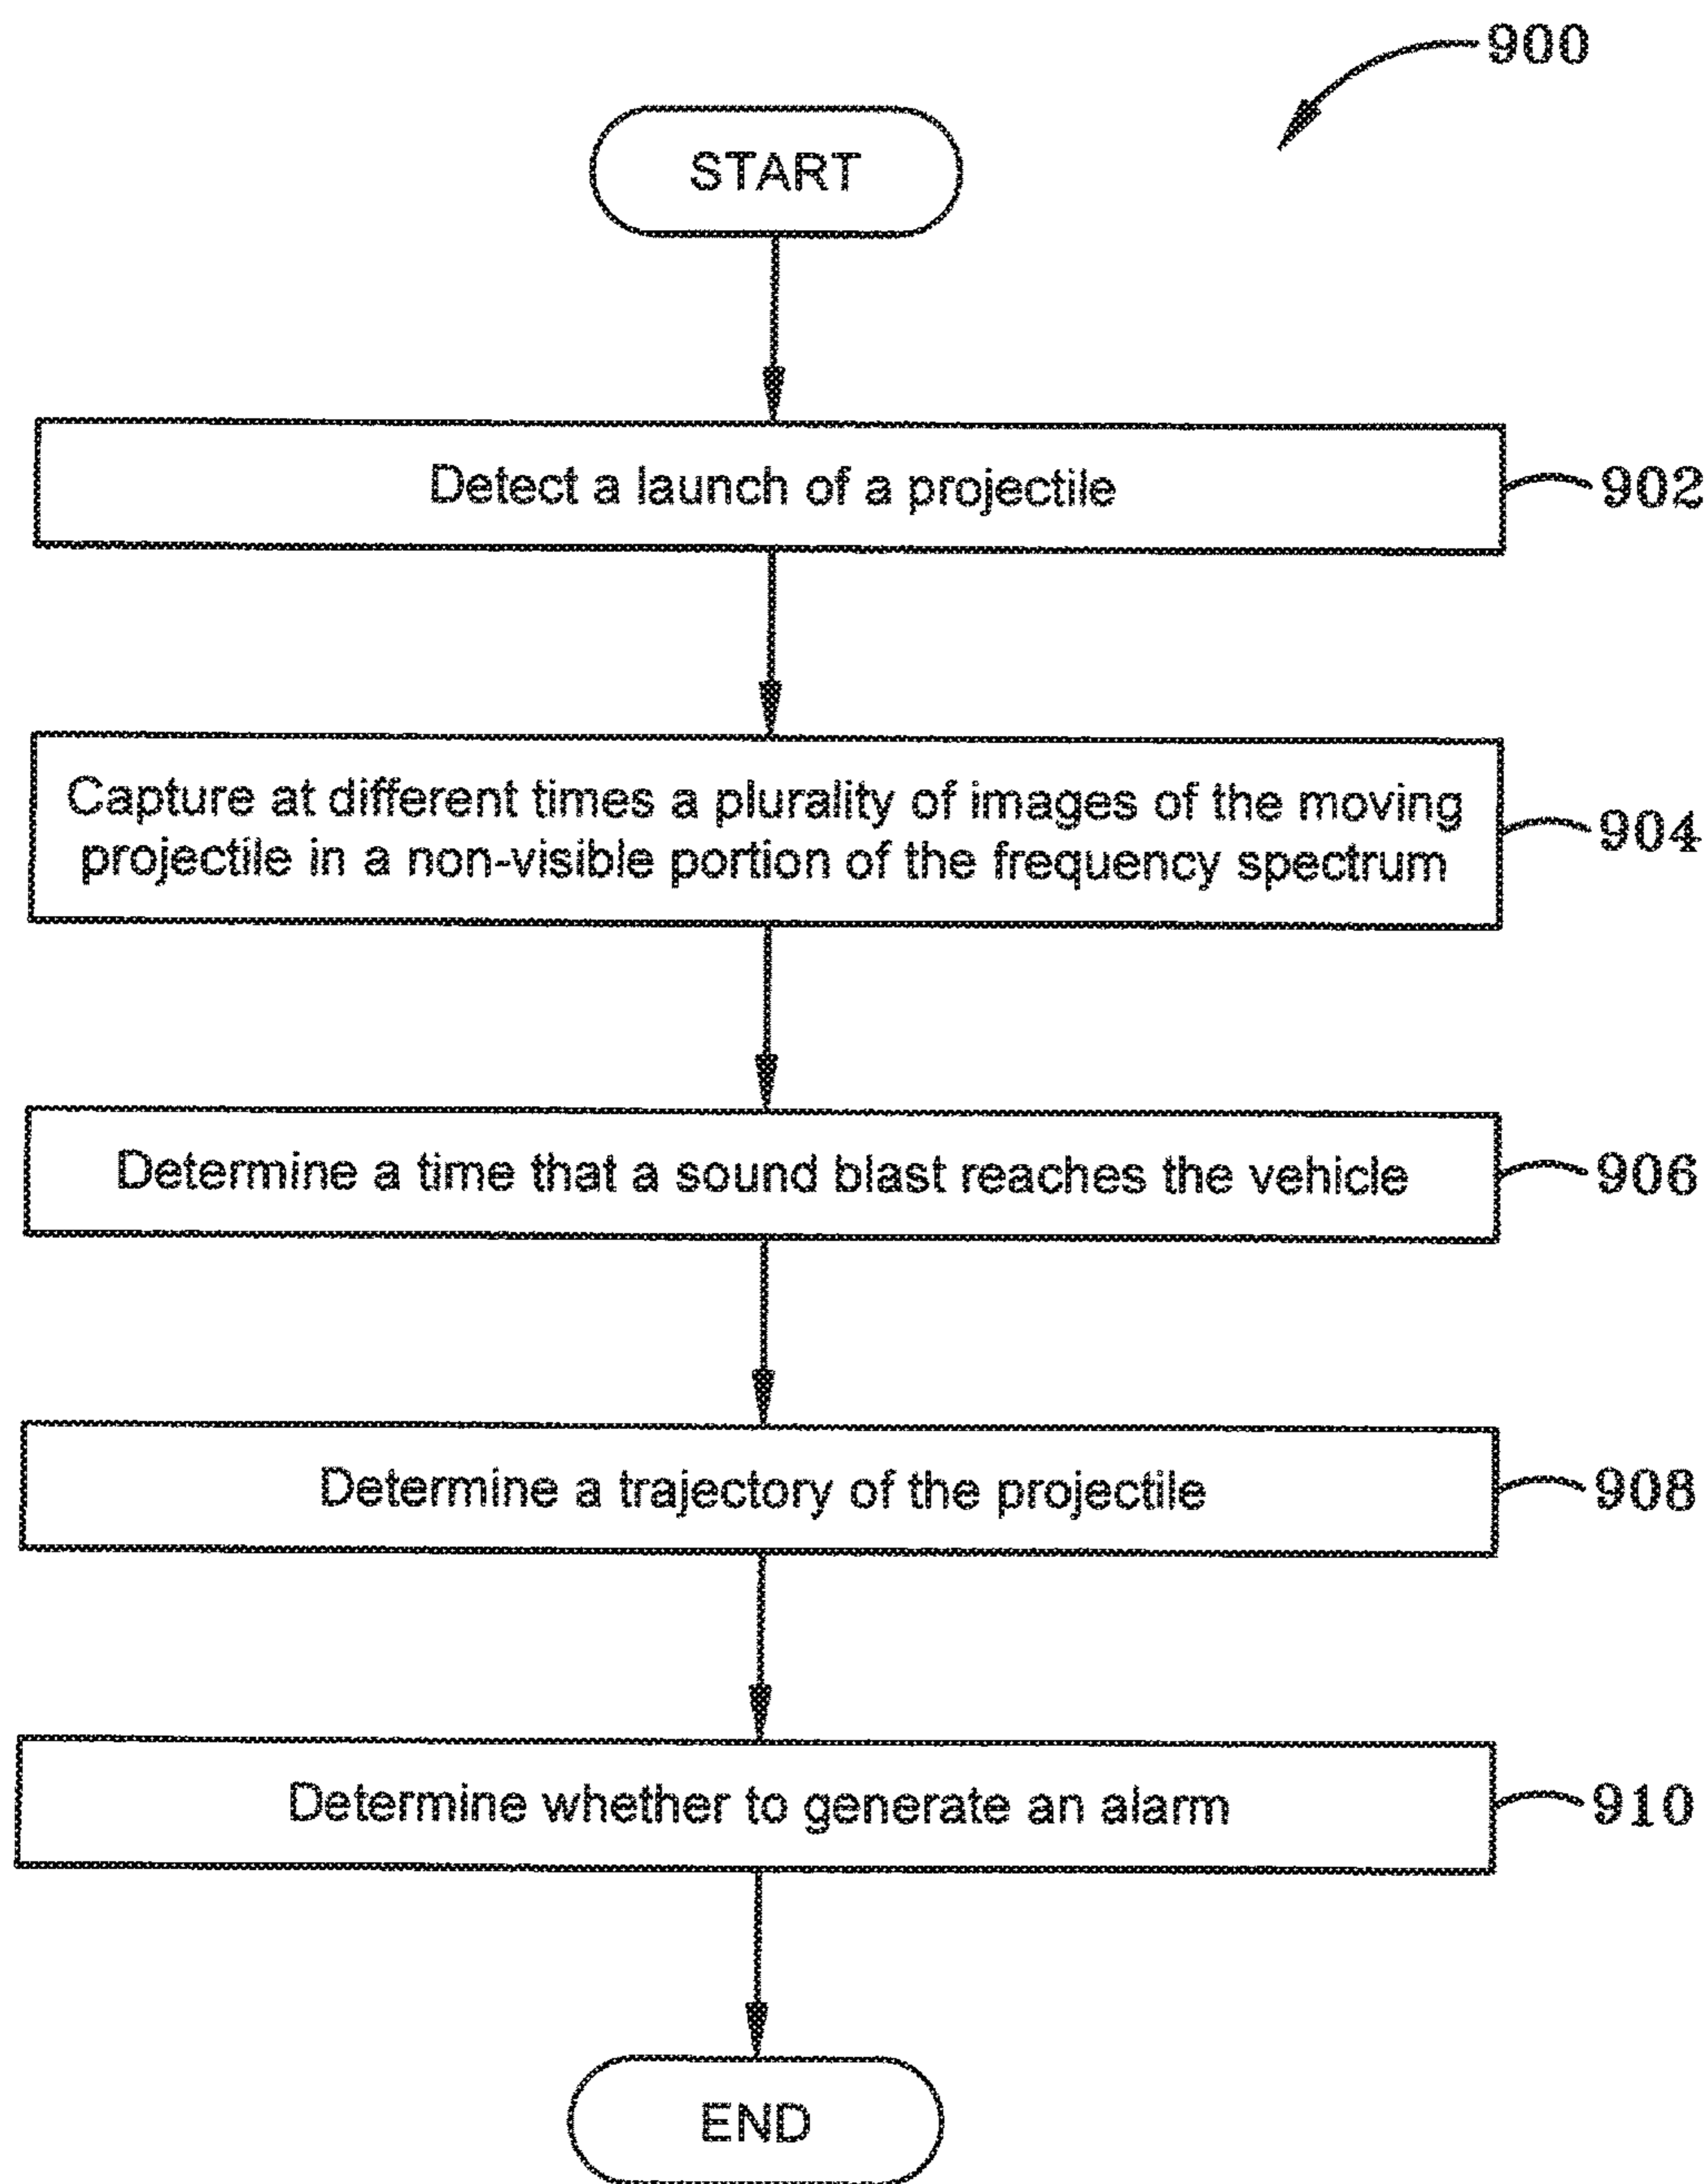 900
START
Detect a launch of a projectile
902
Capture at different times a plurality of images of the moving
projectile in a non-visible portion of the frequency spectrum
904
Determine a time that a sound blast reaches the vehicle
906
Determine a trajectory of the projectile
908
Determine whether to generate an alarm
910
END